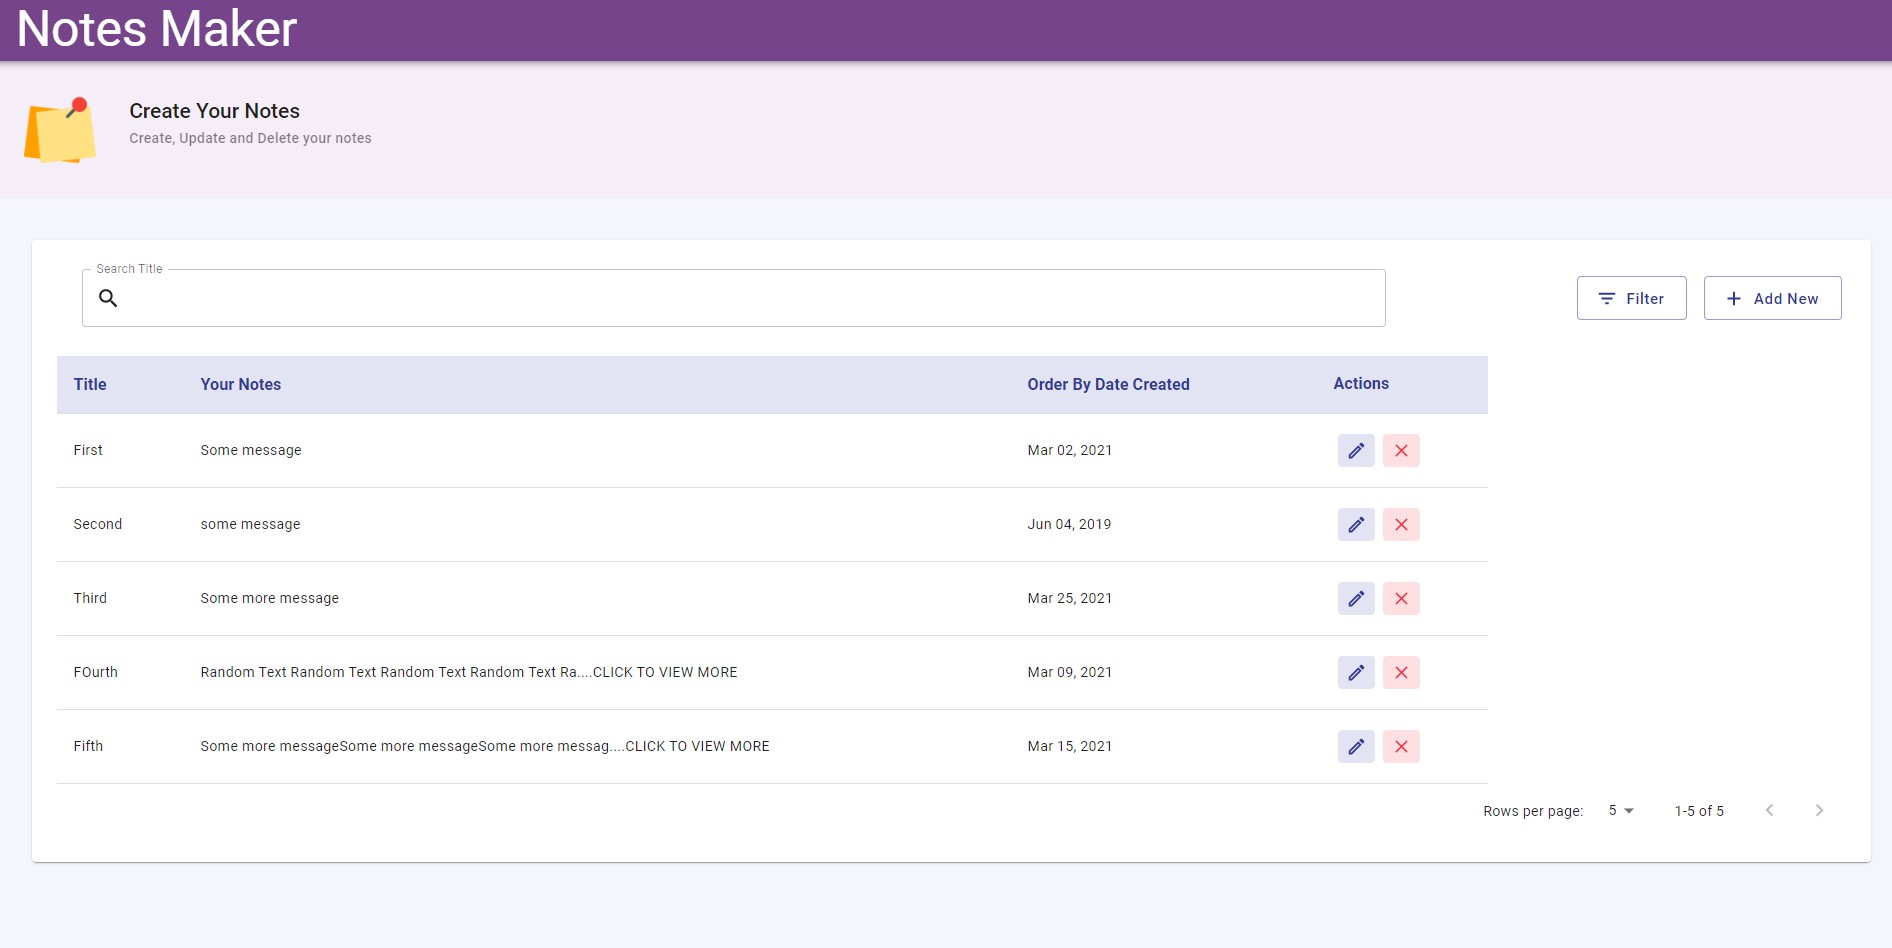 Notes Maker
Create Your Notes
Create, Update and Delete your notes
Search Title
Filter
Add New
Title Your Notes Order By Date Created Actions
First Some message Mar 02, 2021
Second some message Jun 04, 2019
Third Some more message Mar 25, 2021
FOurth Random Text Random Text Random Text Random Text Ra....CLICK TO VIEW MORE Mar 09, 2021
Fifth Some more messageSome more messageSome more messag....CLICK TO VIEW MORE Mar 15, 2021
Rows per page: 5 1-5 of 5